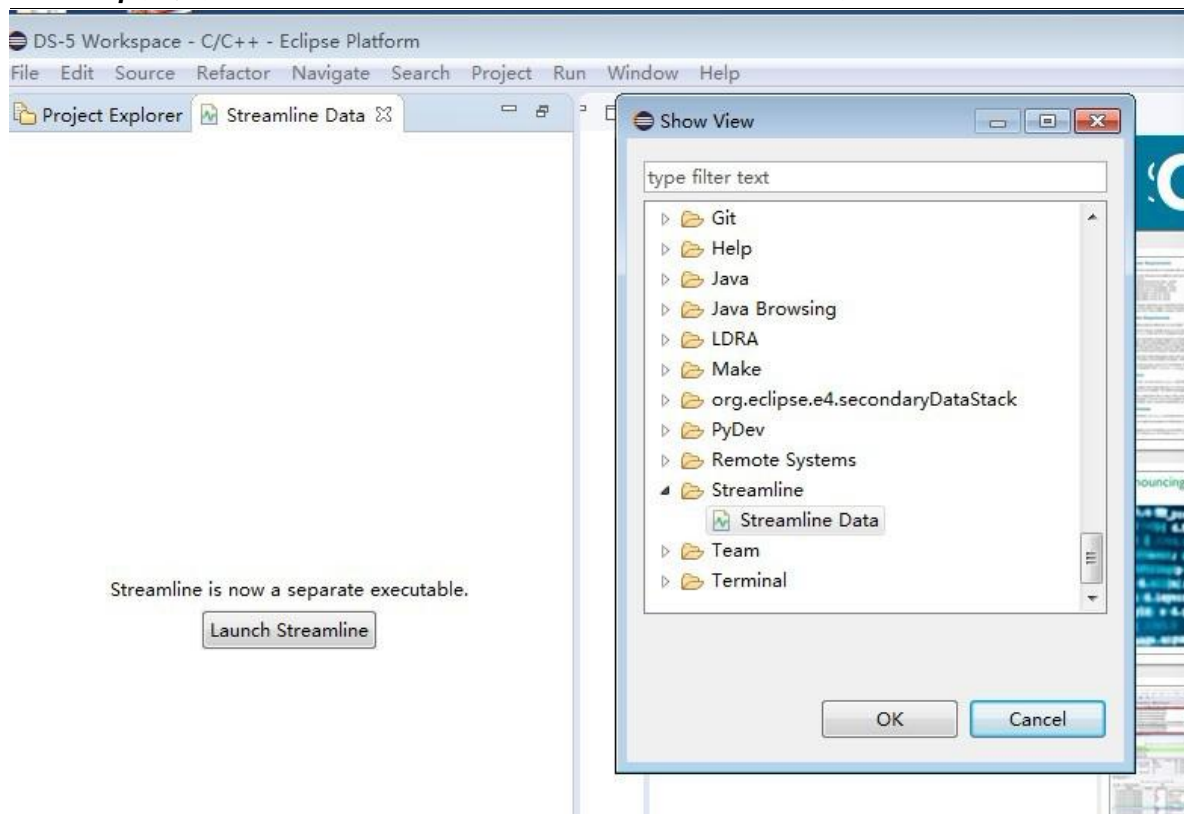 DS-5 Workspace - C/C++ - Eclipse Platform
File Edit Source Refactor Navigate Search Project Run Window Help
Project Explorer Streamline Data
Streamline is now a separate executable.
Launch Streamline
Show View
type filter text
Git
Help
Java
Java Browsing
LDRA
Make
org.eclipse.e4.secondaryDataStack
PyDev
Remote Systems
Streamline
Streamline Data
Team
Terminal
OK Cancel